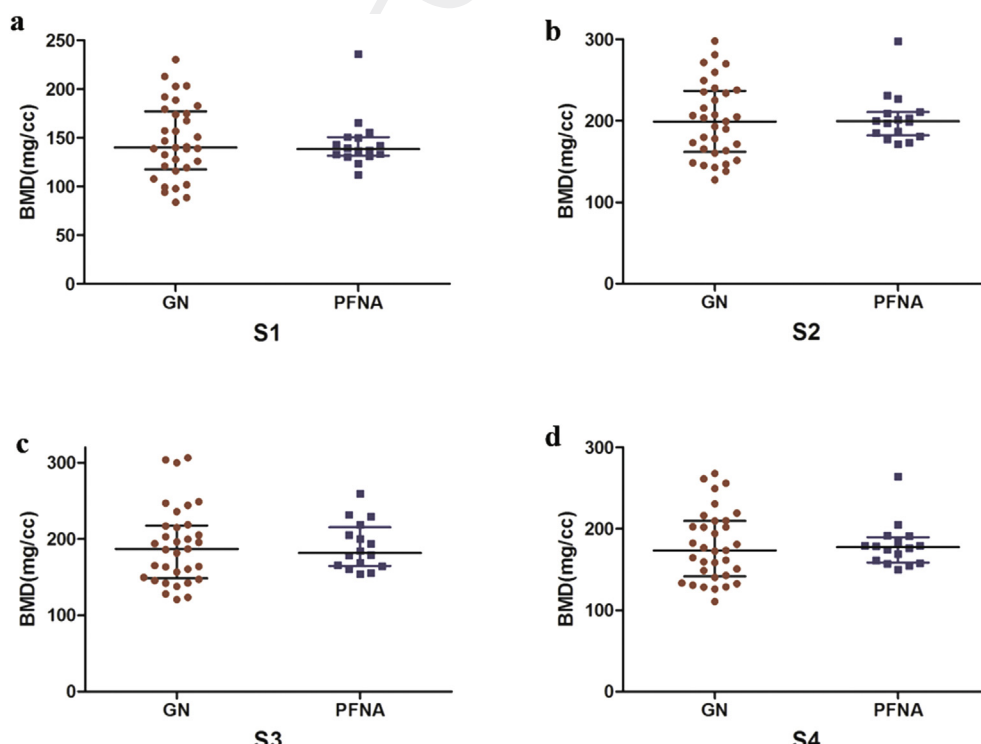 a
250
200
150
100
50
0
BMD(mg/cc)
GN
PFNA
S1
b
300
200
100
0
BMD(mg/cc)
GN
PFNA
S2
c
300
200
100
0
BMD(mg/cc)
GN
PFNA
S3
d
300
200
100
0
BMD(mg/cc)
GN
PFNA
S4